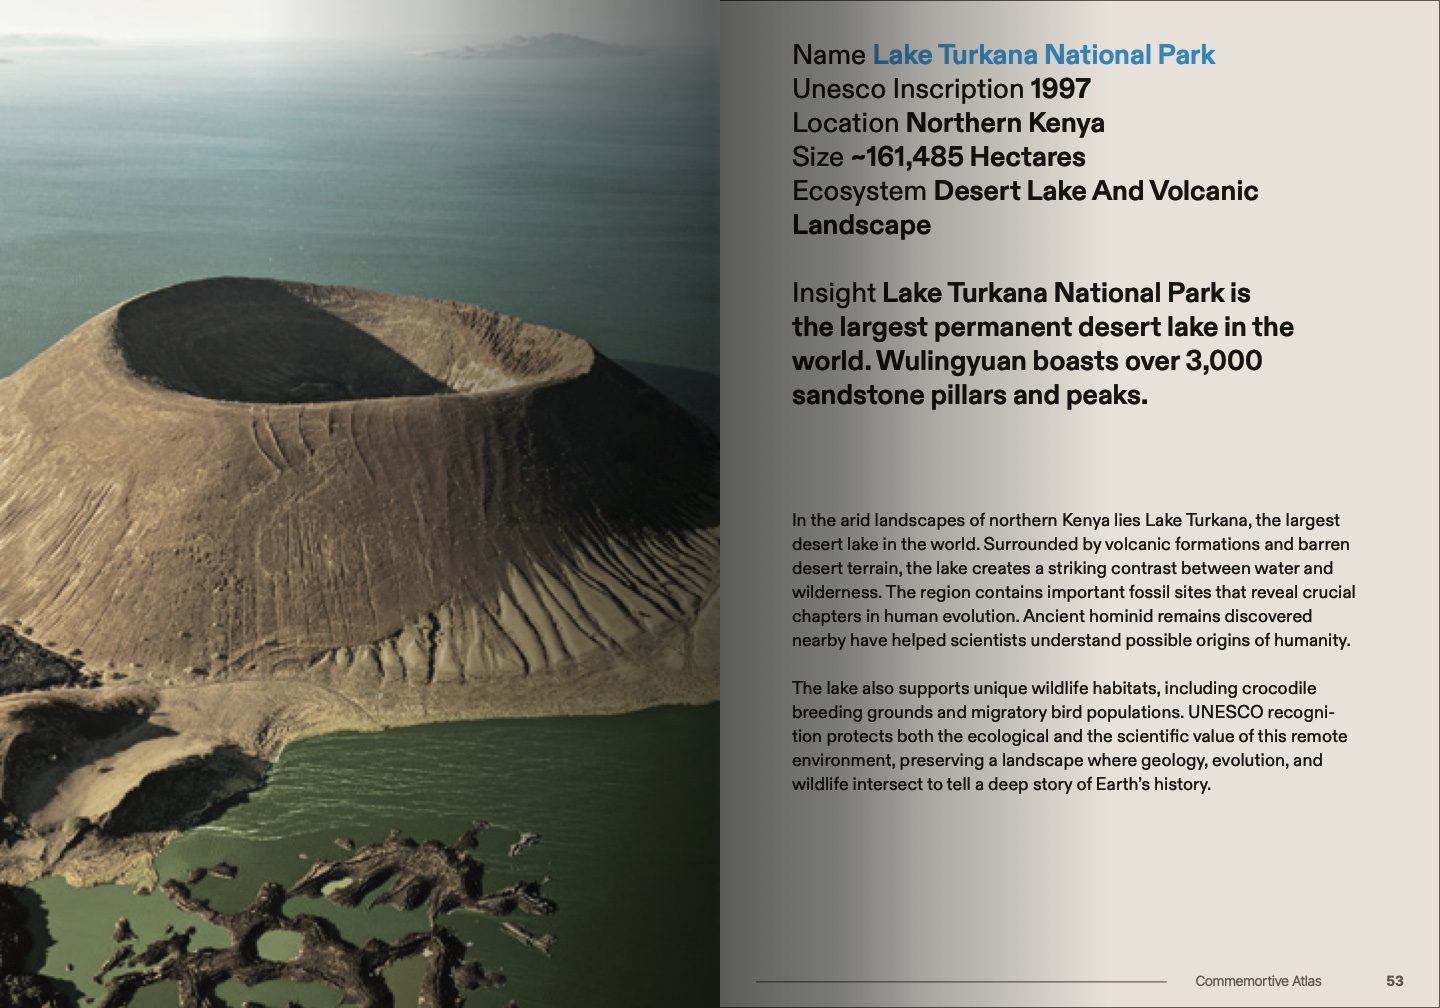 Name Lake Turkana National Park
Unesco Inscription 1997
Location Northern Kenya
Size ~161,485 Hectares
Ecosystem Desert Lake And Volcanic
Landscape
Insight Lake Turkana National Park is
the largest permanent desert lake in the
world. Wulingyuan boasts over 3,000
sandstone pillars and peaks.
In the arid landscapes of northern Kenya lies Lake Turkana, the largest
desert lake in the world. Surrounded by volcanic formations and barren
desert terrain, the lake creates a striking contrast between water and
wilderness. The region contains important fossil sites that reveal crucial
chapters in human evolution. Ancient hominid remains discovered
nearby have helped scientists understand possible origins of humanity.
The lake also supports unique wildlife habitats, including crocodile
breeding grounds and migratory bird populations. UNESCO recogni-
tion protects both the ecological and the scientific value of this remote
environment, preserving a landscape where geology, evolution, and
wildlife intersect to tell a deep story of Earth's history.
Commemortive Atlas 53